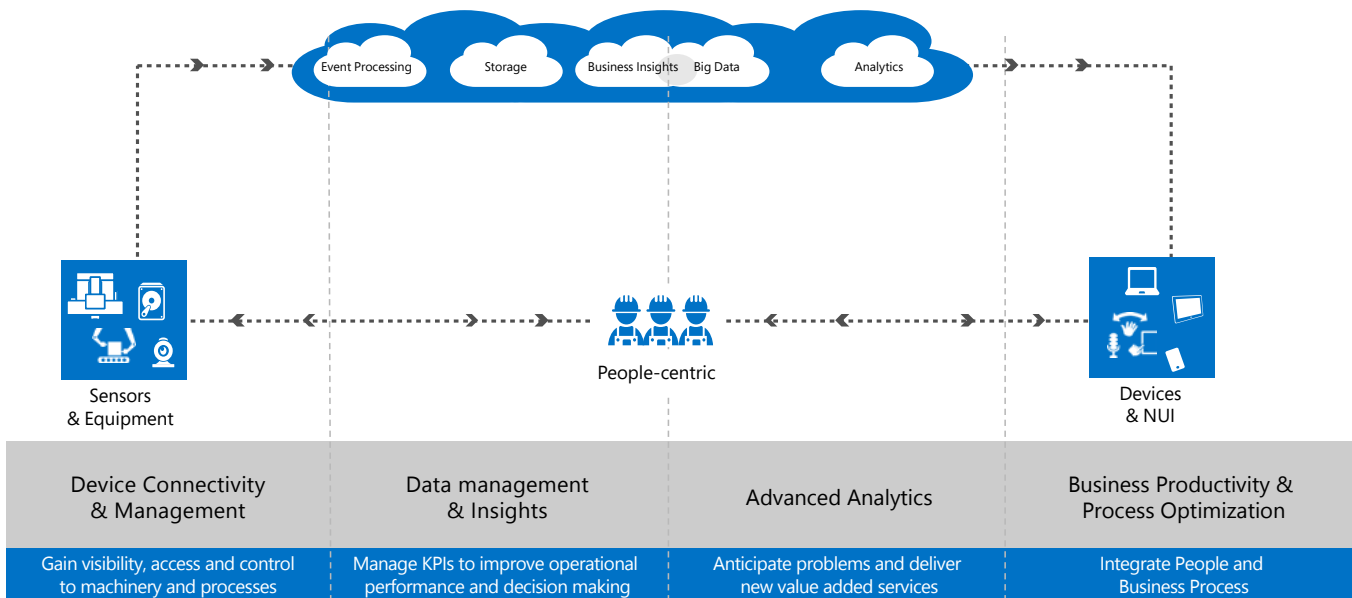 Event Processing
Storage
Business Insights
Big Data
Analytics
People-centric
Sensors
& Equipment
Devices
& NUI
Device Connectivity
& Management
Data management
& Insights
Advanced Analytics
Business Productivity &
Process Optimization
Gain visibility, access and control
to machinery and processes
Manage KPIs to improve operational
performance and decision making
Anticipate problems and deliver
new value added services
Integrate People and
Business Process